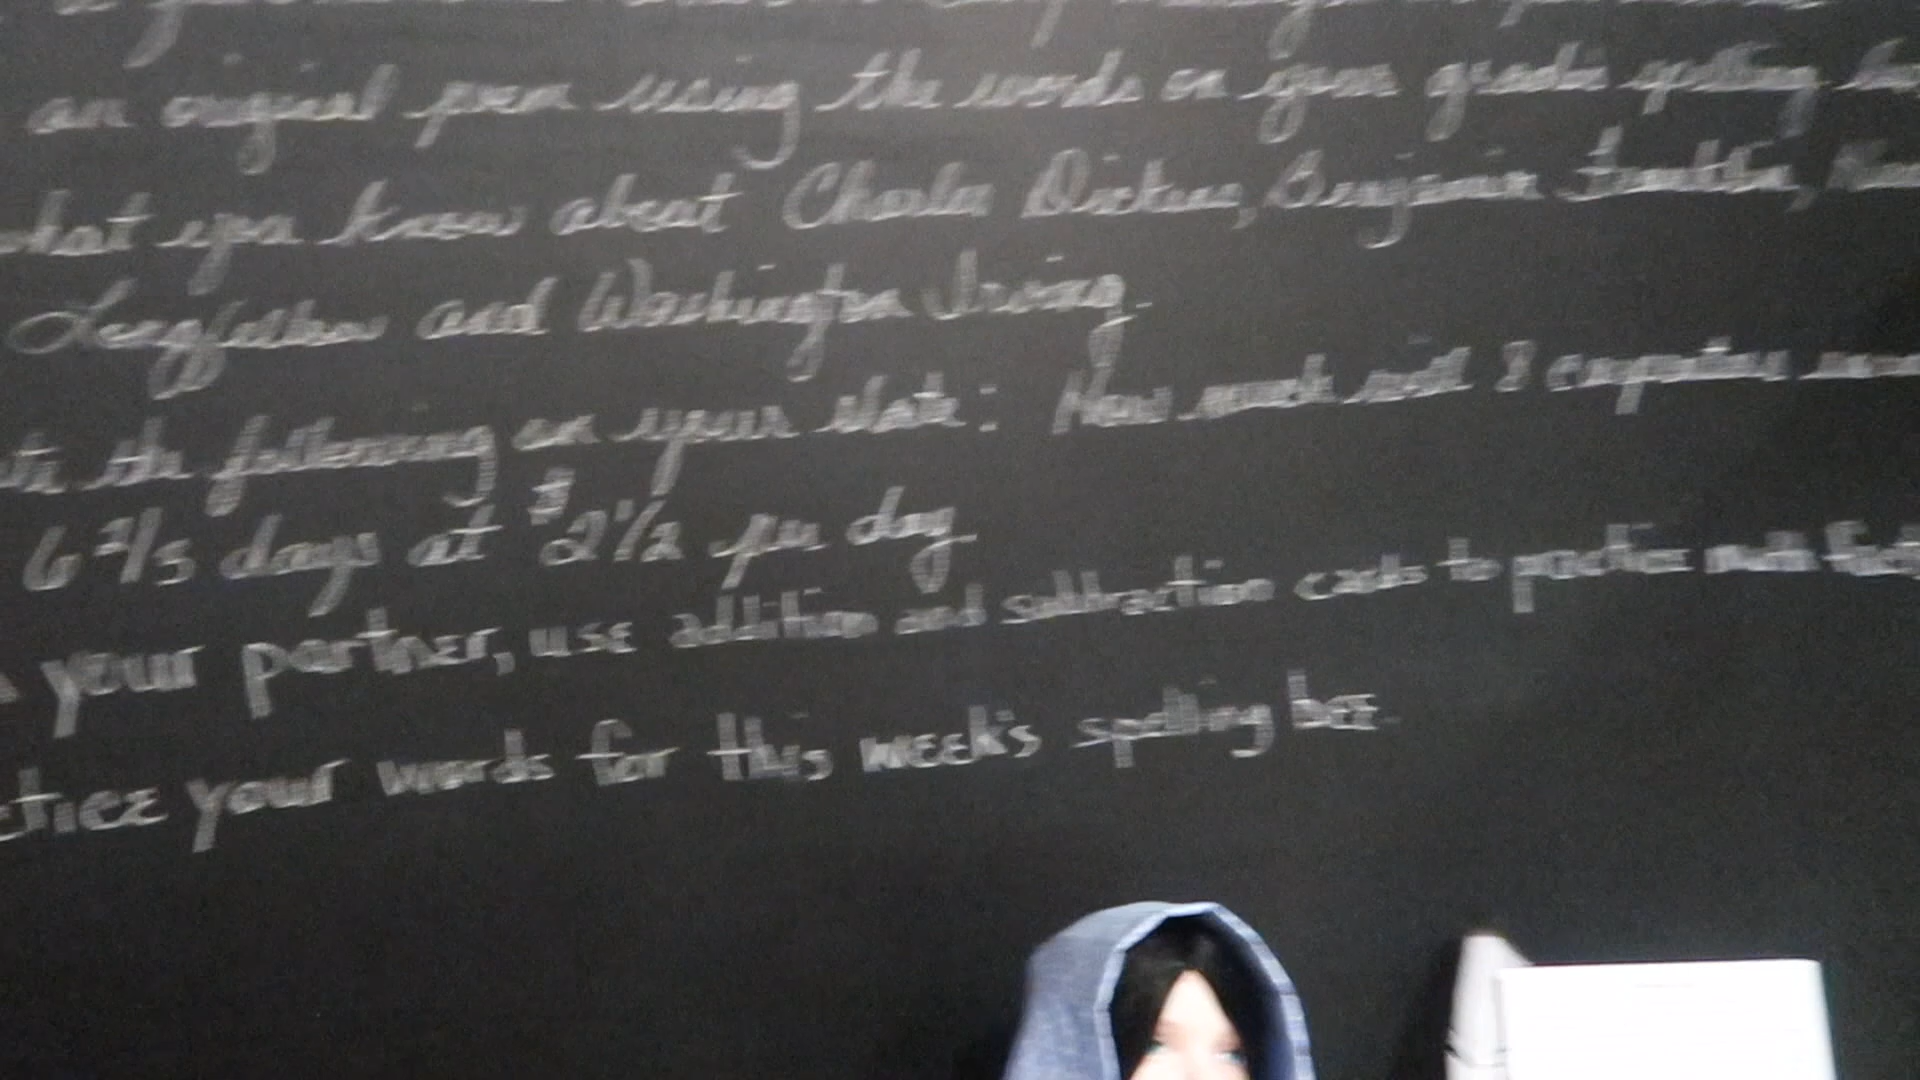 an original poem using the words on your grade's spelling
what you know about Charles Dickens, Benjamin Franklin,
Longfellow and Washington Irving.
the following on your slate: How much will 8 carpenters
6 2/5 days at $2 1/2 per day.
your partner, use addition and subtraction cards to practice math facts
your words for this week's spelling bee.